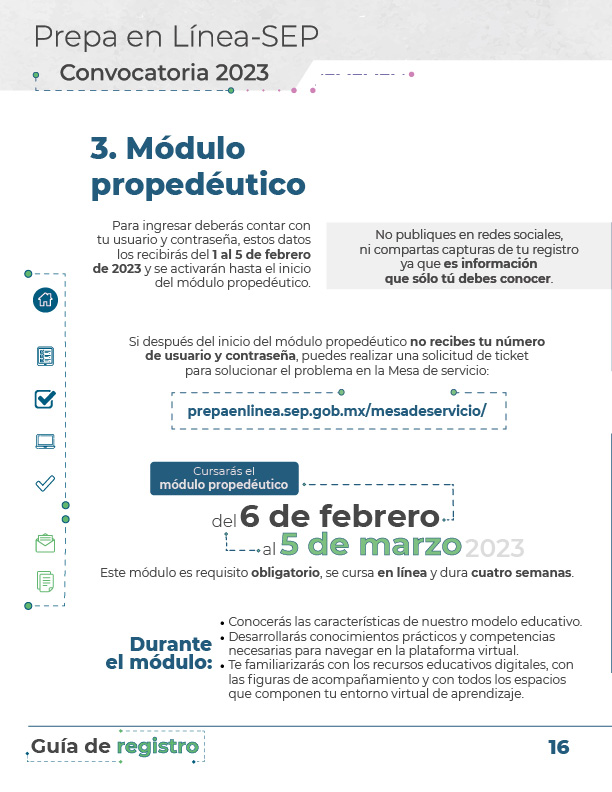 Prepa en Línea-SEP
Convocatoria 2023
3. Módulo
propedéutico
Para ingresar deberás contar con
tu usuario y contraseña, estos datos
los recibirás del 1 al 5 de febrero
de 2023 y se activarán hasta el inicio
del módulo propedéutico.
No publiques en redes sociales,
ni compartas capturas de tu registro
ya que es información
que sólo tú debes conocer.
Si después del inicio del módulo propedéutico no recibes tu número
de usuario y contraseña, puedes realizar una solicitud de ticket
para solucionar el problema en la Mesa de servicio:
prepaenlinea.sep.gob.mx/mesadeservicio/
Cursarás el
módulo propedéutico
del 6 de febrero
al 5 de marzo 2023
Este módulo es requisito obligatorio, se cursa en línea y dura cuatro semanas.
Durante
el módulo:
• Conocerás las características de nuestro modelo educativo.
• Desarrollarás conocimientos prácticos y competencias
necesarias para navegar en la plataforma virtual.
• Te familiarizarás con los recursos educativos digitales, con
las figuras de acompañamiento y con todos los espacios
que componen tu entorno virtual de aprendizaje.
Guía de registro
16